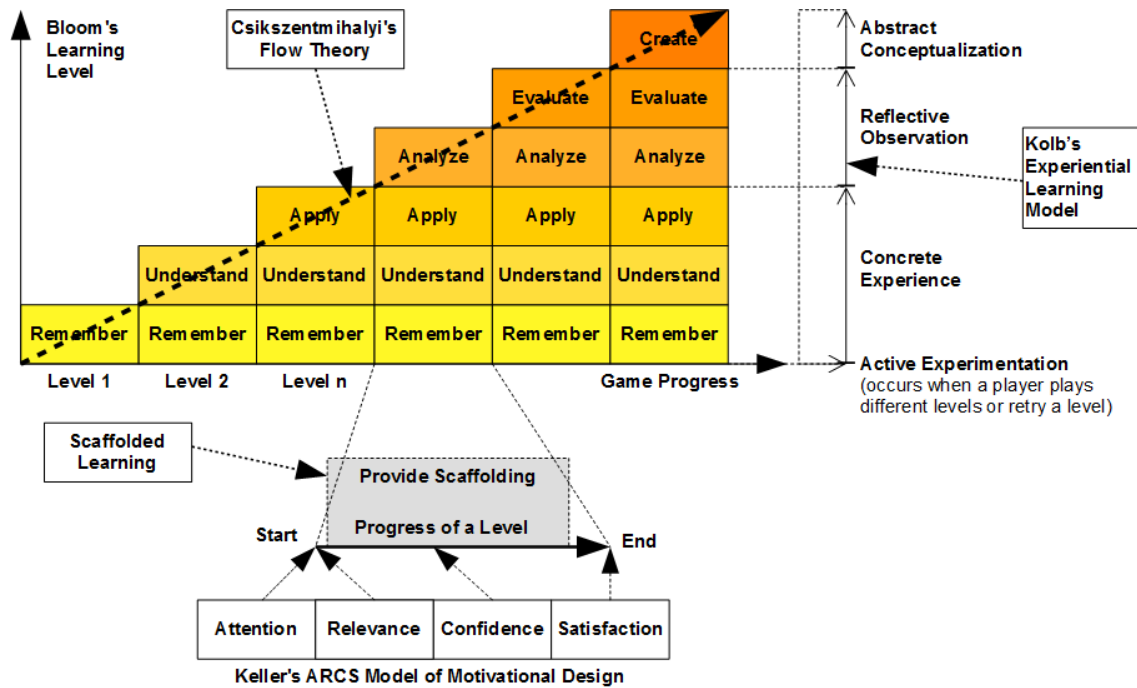 Bloom's
Learning
Level
Csikszentmihalyi's
Flow Theory
Create
Evaluate
Evaluate
Analyze
Analyze
Analyze
Apply
Apply
Apply
Apply
Understand
Understand
Understand
Understand
Understand
Remember
Remember
Remember
Remember
Remember
Remember
Level 1
Level 2
Level n
Game Progress
Abstract
Conceptualization
Reflective
Observation
Kolb's
Experiential
Learning
Model
Concrete
Experience
Active Experimentation
(occurs when a player plays
different levels or retry a level)
Scaffolded
Learning
Provide Scaffolding
Progress of a Level
Start
End
Attention
Relevance
Confidence
Satisfaction
Keller's ARCS Model of Motivational Design